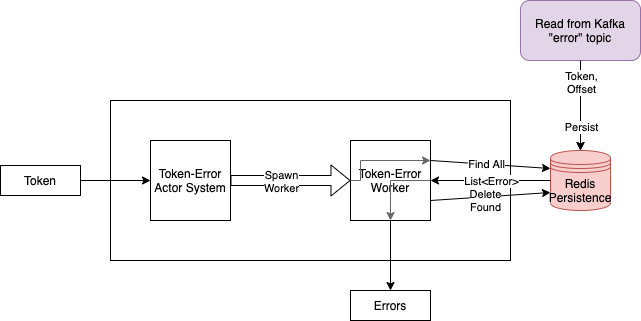 Read from Kafka
"error" topic
Token,
Offset
Persist
Token
Token-Error
Actor System
Spawn
Worker
Token-Error
Worker
Find All
List<Error>
Delete
Found
Redis
Persistence
Errors